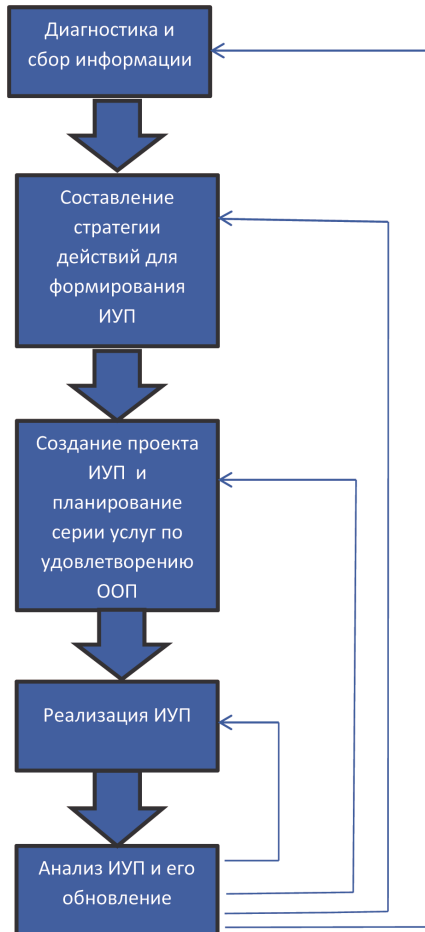 Диагностика и
сбор информации
Составление
стратегии
действий для
формирования
ИУП
Создание проекта
ИУП и
планирование
серии услуг по
удовлетворению
ООП
Реализация ИУП
Анализ ИУП и его
обновление